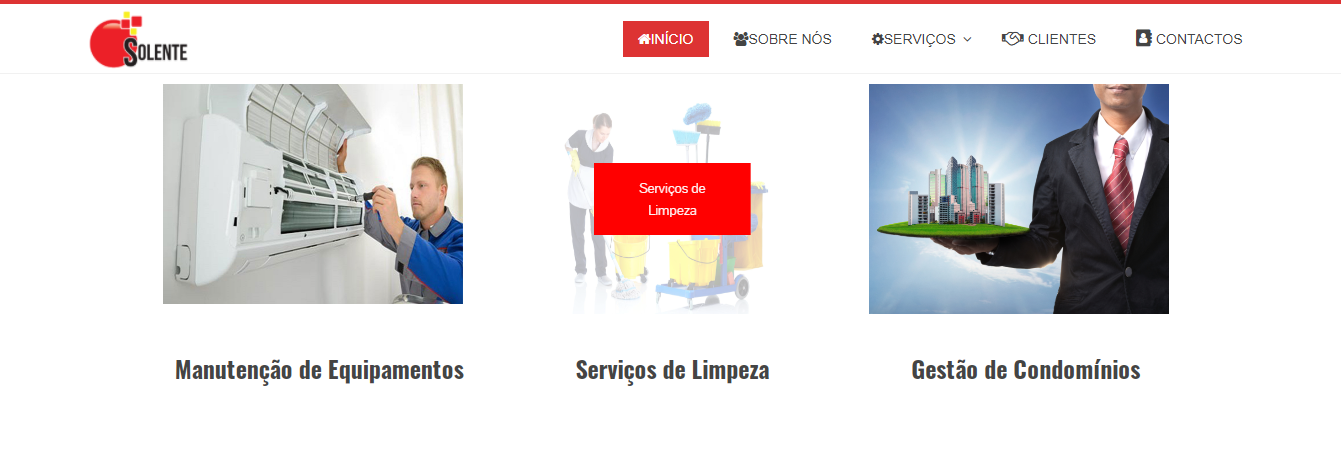 SOLENTE
INÍCIO
SOBRE NÓS
SERVIÇOS
CLIENTES
CONTACTOS
Serviços de
Limpeza
Manutenção de Equipamentos
Serviços de Limpeza
Gestão de Condomínios